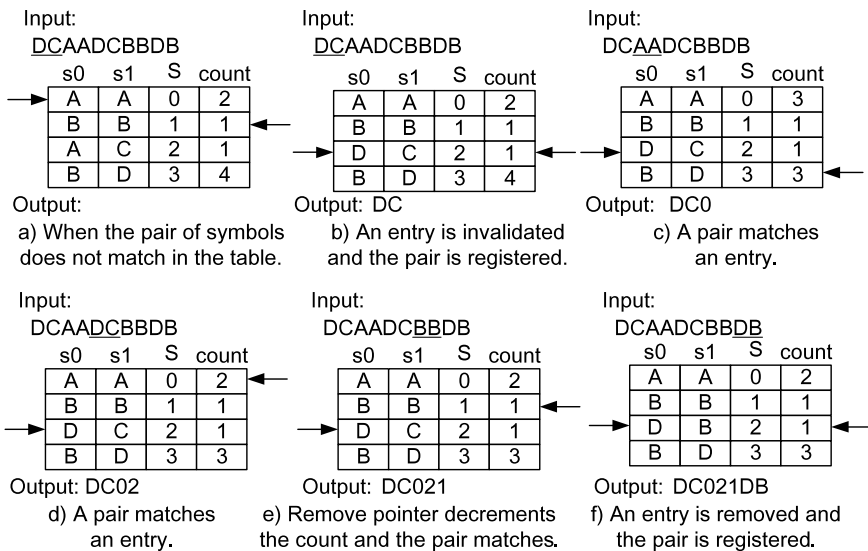 Input:
DCAADCBBDB
s0 s1 S count
A A 0 2
B B 1 1
A C 2 1
B D 3 4
Output:
a) When the pair of symbols
does not match in the table.
Input:
DCAADCBBDB
s0 s1 S count
A A 0 2
B B 1 1
D C 2 1
B D 3 4
Output: DC
b) An entry is invalidated
and the pair is registered.
Input:
DCAADCBBDB
s0 s1 S count
A A 0 3
B B 1 1
D C 2 1
B D 3 3
Output: DC0
c) A pair matches
an entry.
Input:
DCAADCBBDB
s0 s1 S count
A A 0 2
B B 1 1
D C 2 1
B D 3 3
Output: DC02
d) A pair matches
an entry.
Input:
DCAADCBBDB
s0 s1 S count
A A 0 2
B B 1 1
D C 2 1
B D 3 3
Output: DC021
e) Remove pointer decrements
the count and the pair matches.
Input:
DCAADCBBDB
s0 s1 S count
A A 0 2
B B 1 1
D B 2 1
B D 3 3
Output: DC021DB
f) An entry is removed and
the pair is registered.